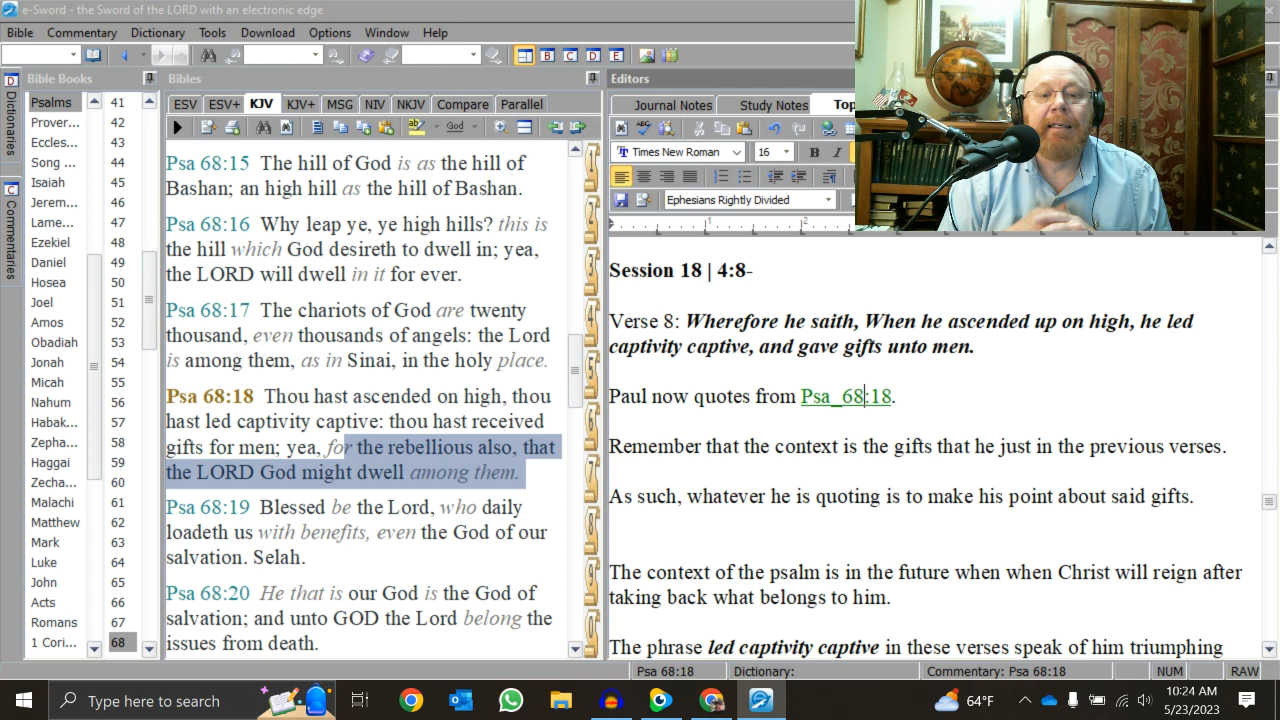 e-Sword - the Sword of the LORD with an electronic edge
Bible Commentary Dictionary Tools Download Options Window Help
B C D E
Bible Books
Bibles
Editors
Dictionaries
Commentaries
Psalms 41
Prover... 42
Eccles... 43
Song ... 44
Isaiah 45
Jerem... 46
Lame... 47
Ezekiel 48
Daniel 49
Hosea 50
Joel 51
Amos 52
Obadiah 53
Jonah 54
Micah 55
Nahum 56
Habak... 57
Zepha... 58
Haggai 59
Zecha... 60
Malachi 61
Matthew 62
Mark 63
Luke 64
John 65
Acts 66
Romans 67
1 Cori... 68
ESV ESV+ KJV KJV+ MSG NIV NKJV Compare Parallel
God
Psa 68:15 The hill of God is as the hill of
Bashan; an high hill as the hill of Bashan.
Psa 68:16 Why leap ye, ye high hills? this is
the hill which God desireth to dwell in; yea,
the LORD will dwell in it for ever.
Psa 68:17 The chariots of God are twenty
thousand, even thousands of angels: the Lord
is among them, as in Sinai, in the holy place.
Psa 68:18 Thou hast ascended on high, thou
hast led captivity captive: thou hast received
gifts for men; yea, for the rebellious also, that
the LORD God might dwell among them.
Psa 68:19 Blessed be the Lord, who daily
loadeth us with benefits, even the God of our
salvation. Selah.
Psa 68:20 He that is our God is the God of
salvation; and unto GOD the Lord belong the
issues from death.
1
2
3
4
5
6
7
8
9
0
Journal Notes Study Notes Top
Times New Roman 16 B I
Ephesians Rightly Divided
1 2
Session 18 | 4:8-
Verse 8: Wherefore he saith, When he ascended up on high, he led
captivity captive, and gave gifts unto men.
Paul now quotes from Psa_68:18.
Remember that the context is the gifts that he just in the previous verses.
As such, whatever he is quoting is to make his point about said gifts.
The context of the psalm is in the future when when Christ will reign after
taking back what belongs to him.
The phrase led captivity captive in these verses speak of him triumphing
Psa 68:18 Dictionary: Commentary: Psa 68:18 NUM RAW
Type here to search
64°F
10:24 AM
5/23/2023